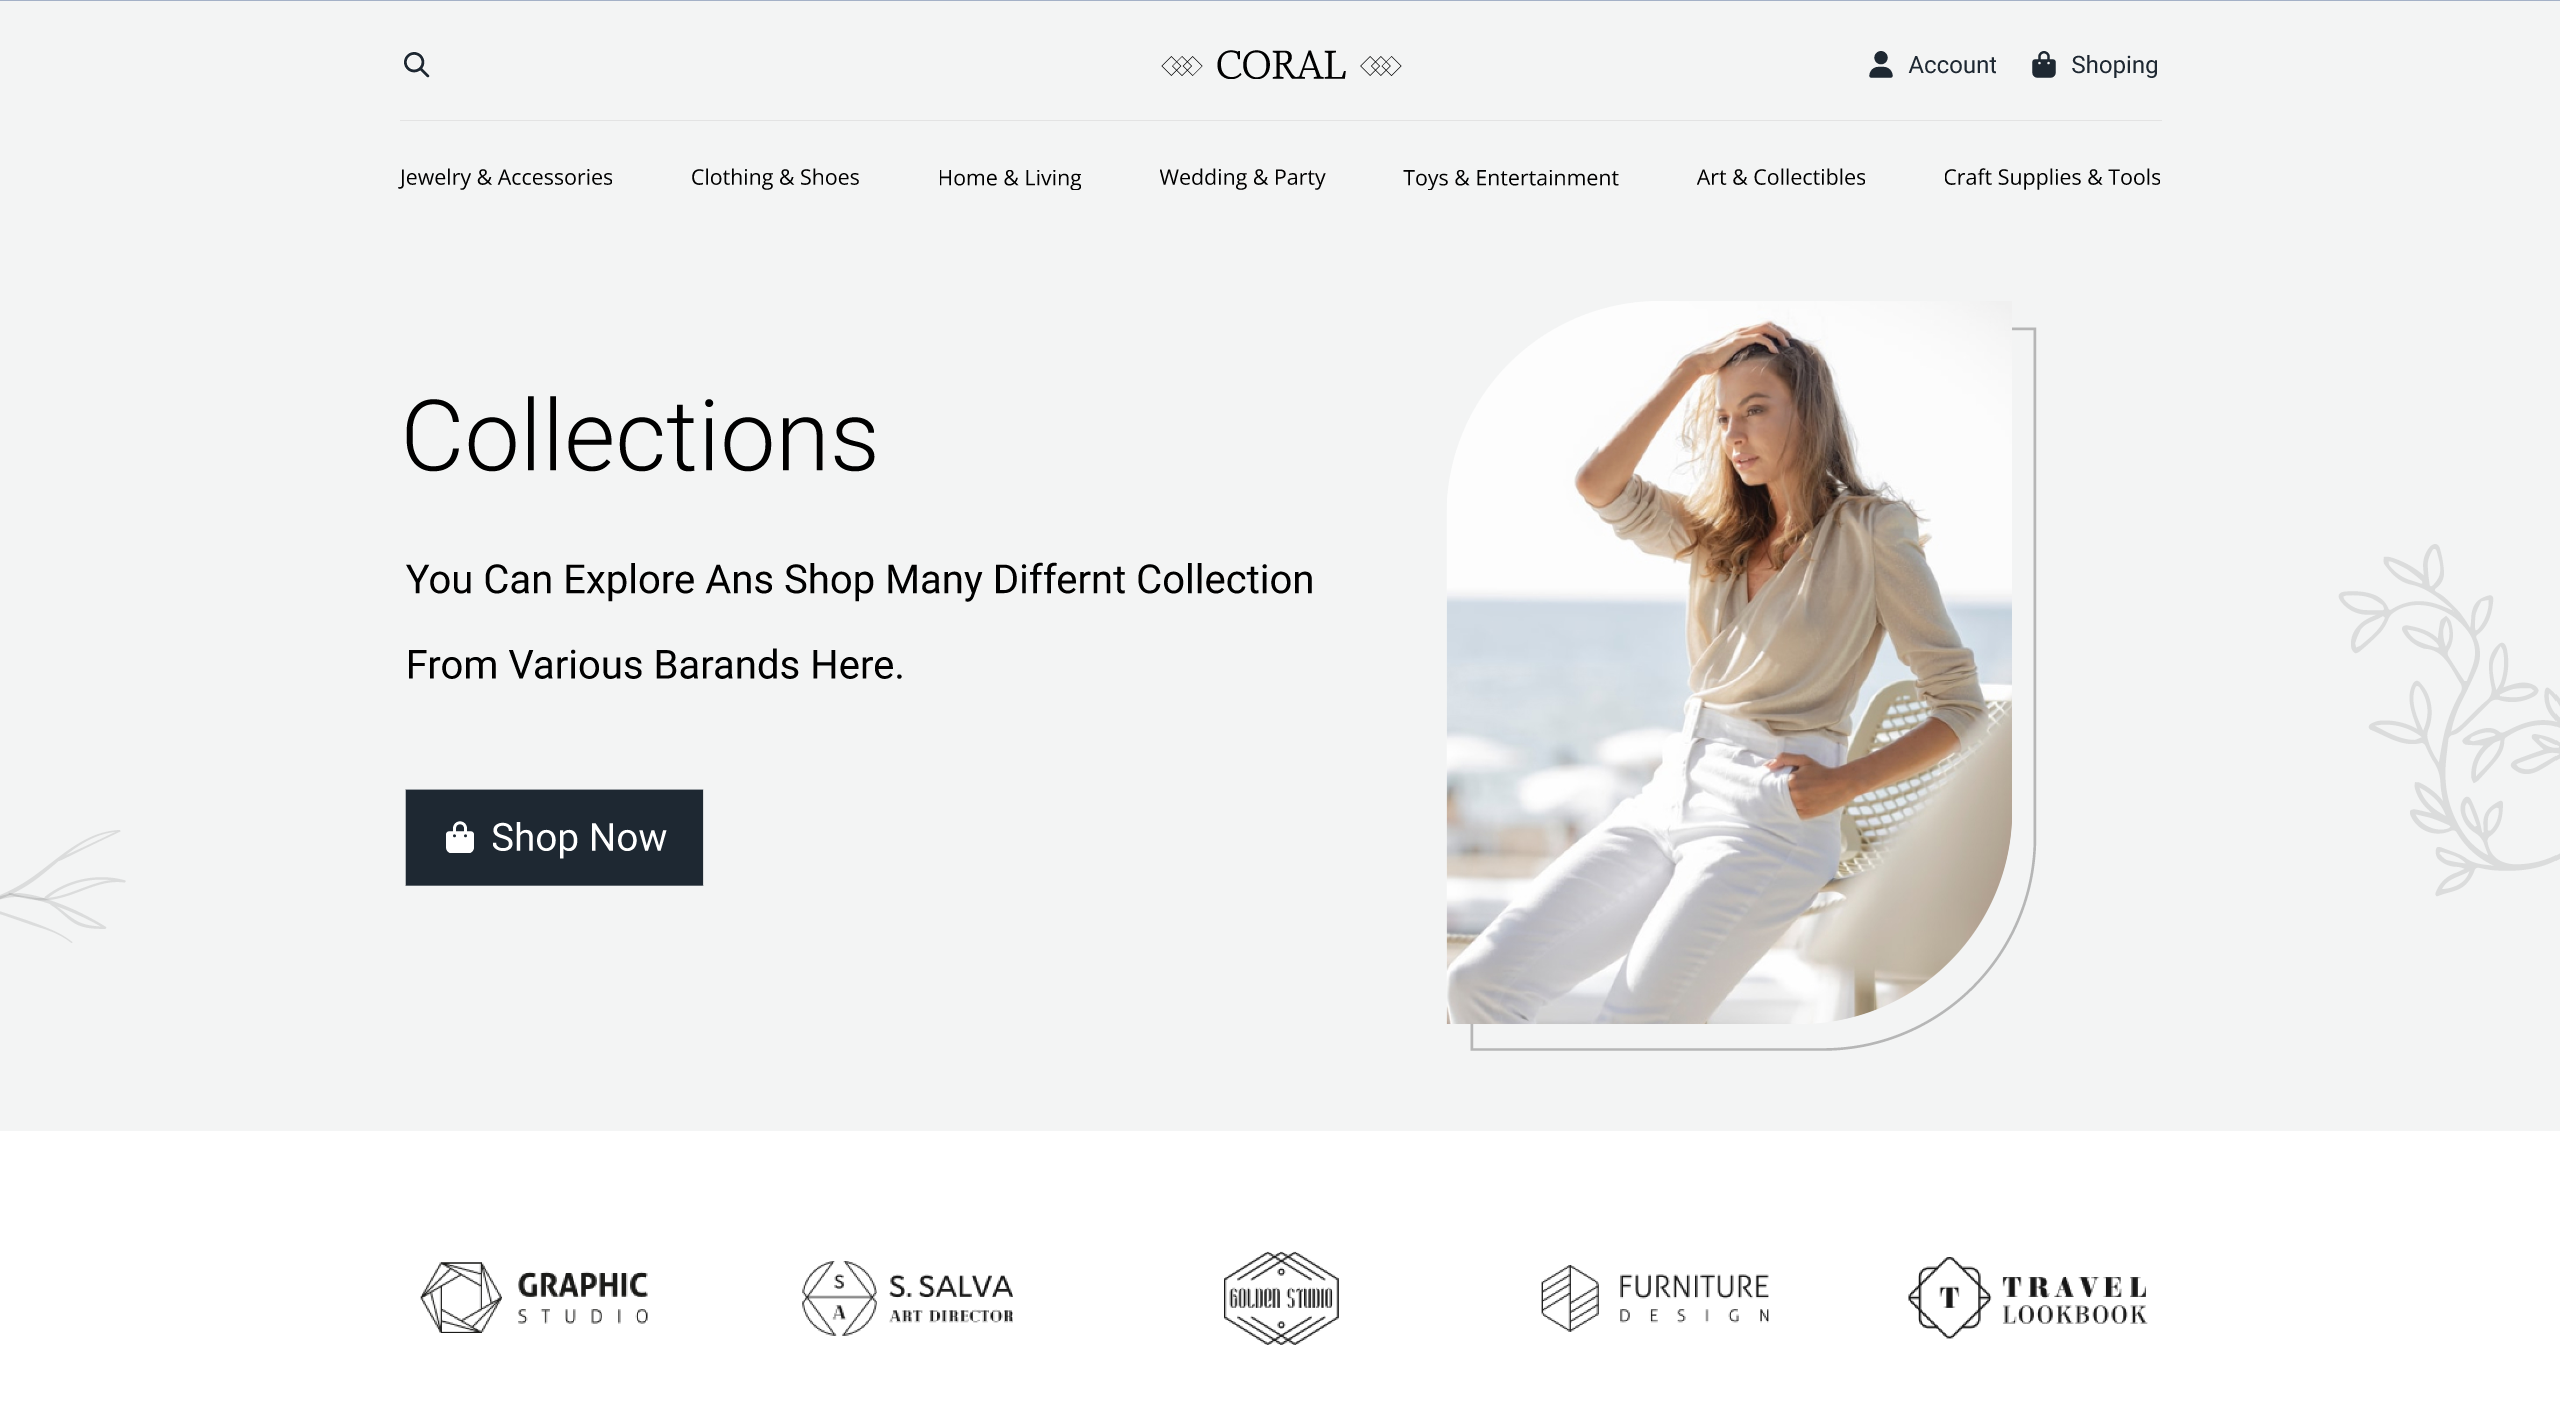 CORAL
Account
Shoping
Jewelry & Accessories
Clothing & Shoes
Home & Living
Wedding & Party
Toys & Entertainment
Art & Collectibles
Craft Supplies & Tools
Collections
You Can Explore Ans Shop Many Differnt Collection
From Various Barands Here.
Shop Now
GRAPHIC
STUDIO
S
A
S. SALVA
ART DIRECTOR
GOLDEN STUDIO
FURNITURE
DESIGN
T
TRAVEL
LOOKBOOK